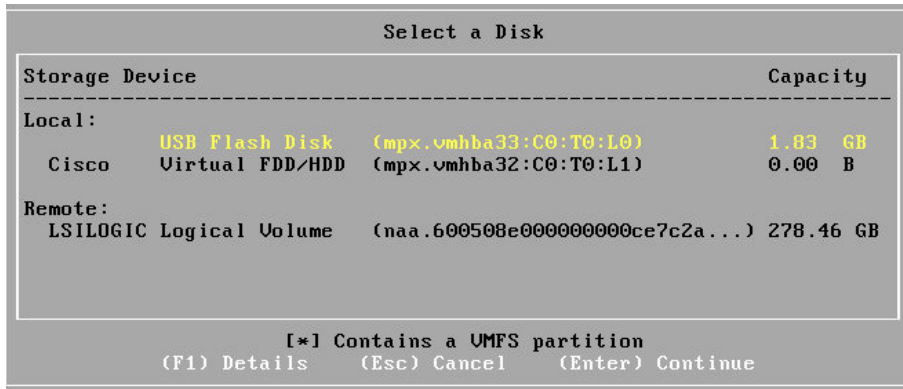 Select a Disk
Storage Device Capacity
Local:
USB Flash Disk (mpx.vmhba33:C0:T0:L0) 1.83 GB
Cisco Virtual FDD/HDD (mpx.vmhba32:C0:T0:L1) 0.00 B
Remote:
LSILOGIC Logical Volume (naa.600508e000000000ce7c2a...) 278.46 GB
[*] Contains a VMFS partition
(F1) Details (Esc) Cancel (Enter) Continue